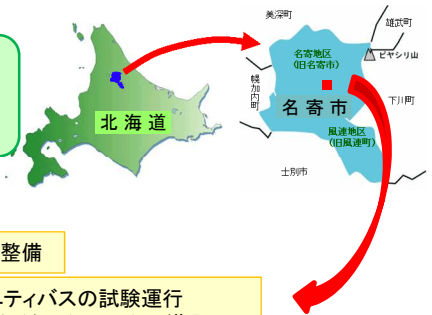 美深町
雄武町
名寄地区
(旧名寄市)
ピヤシリ山
幌加内町
北海道
名寄市
下川町
風連地区
(旧風連町)
士別市
整備
ティバスの試験運行